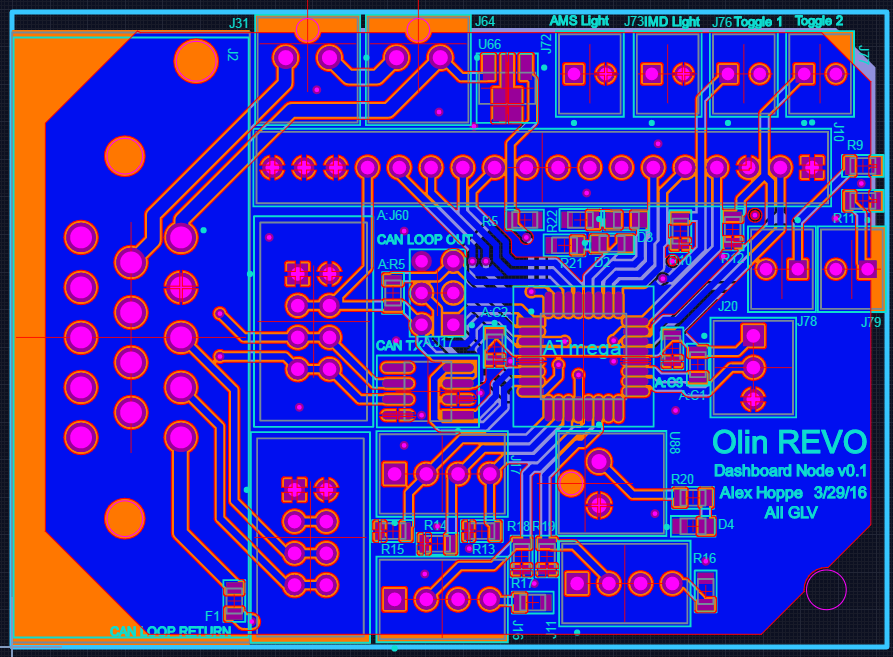 J31
J64
AMS Light
J73
IMD Light
J76
Toggle 1
Toggle 2
J2
U66
J72
J10
R9
A:J60
R5
R22
D3
R10
R12
R11
CAN LOOP OUT
A:R5
R21
D2
J20
J78
J79
A:C2
CAN TX
A:J17
ATmega
A:C3
A:C1
Olin REVO
Dashboard Node v0.1
Alex Hoppe 3/29/16
All GLV
U88
R20
D4
R15
R14
R13
R18
R19
R16
R17
F1
J16
J11
CAN LOOP RETURN